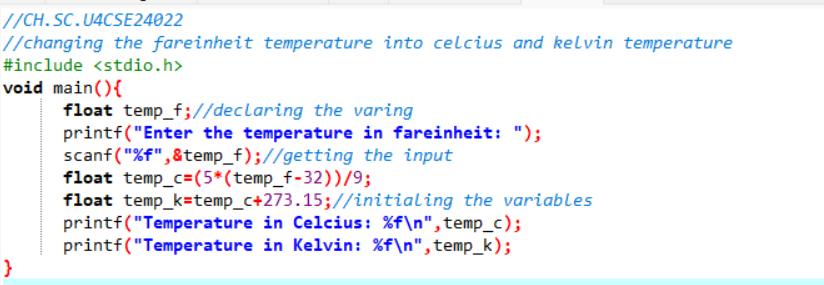 //CH.SC.U4CSE24022
//changing the fareinheit temperature into celcius and kelvin temperature
#include <stdio.h>
void main(){
float temp_f;//declaring the varing
printf("Enter the temperature in fareinheit: ");
scanf("%f",&temp_f);//getting the input
float temp_c=(5*(temp_f-32))/9;
float temp_k=temp_c+273.15;//initialing the variables
printf("Temperature in Celcius: %f\n",temp_c);
printf("Temperature in Kelvin: %f\n",temp_k);
}